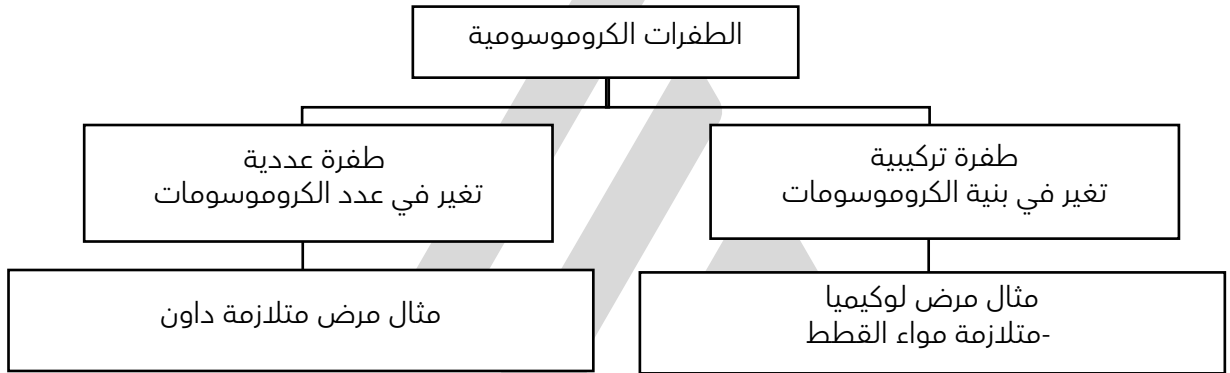 الطفرات الكروموسومية
طفرة تركيبية
تغير في بنية الكروموسومات
طفرة عددية
تغير في عدد الكروموسومات
مثال مرض لوكيميا
-متلازمة مواء القطط
مثال مرض متلازمة داون